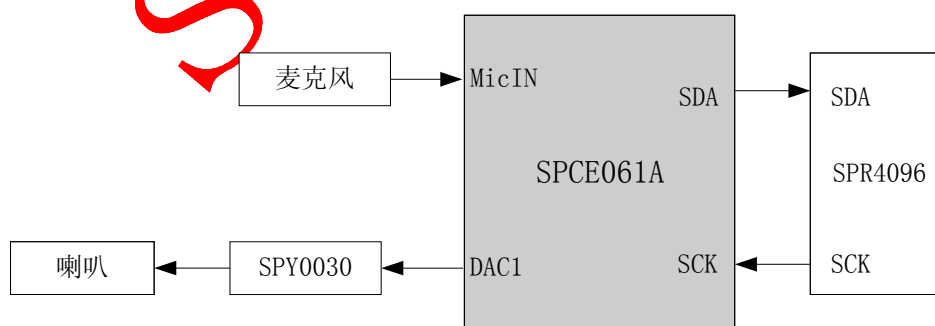 S
麦克风
MicIN
SDA
SDA
SPCE061A
SPR4096
喇叭
SPY0030
DAC1
SCK
SCK